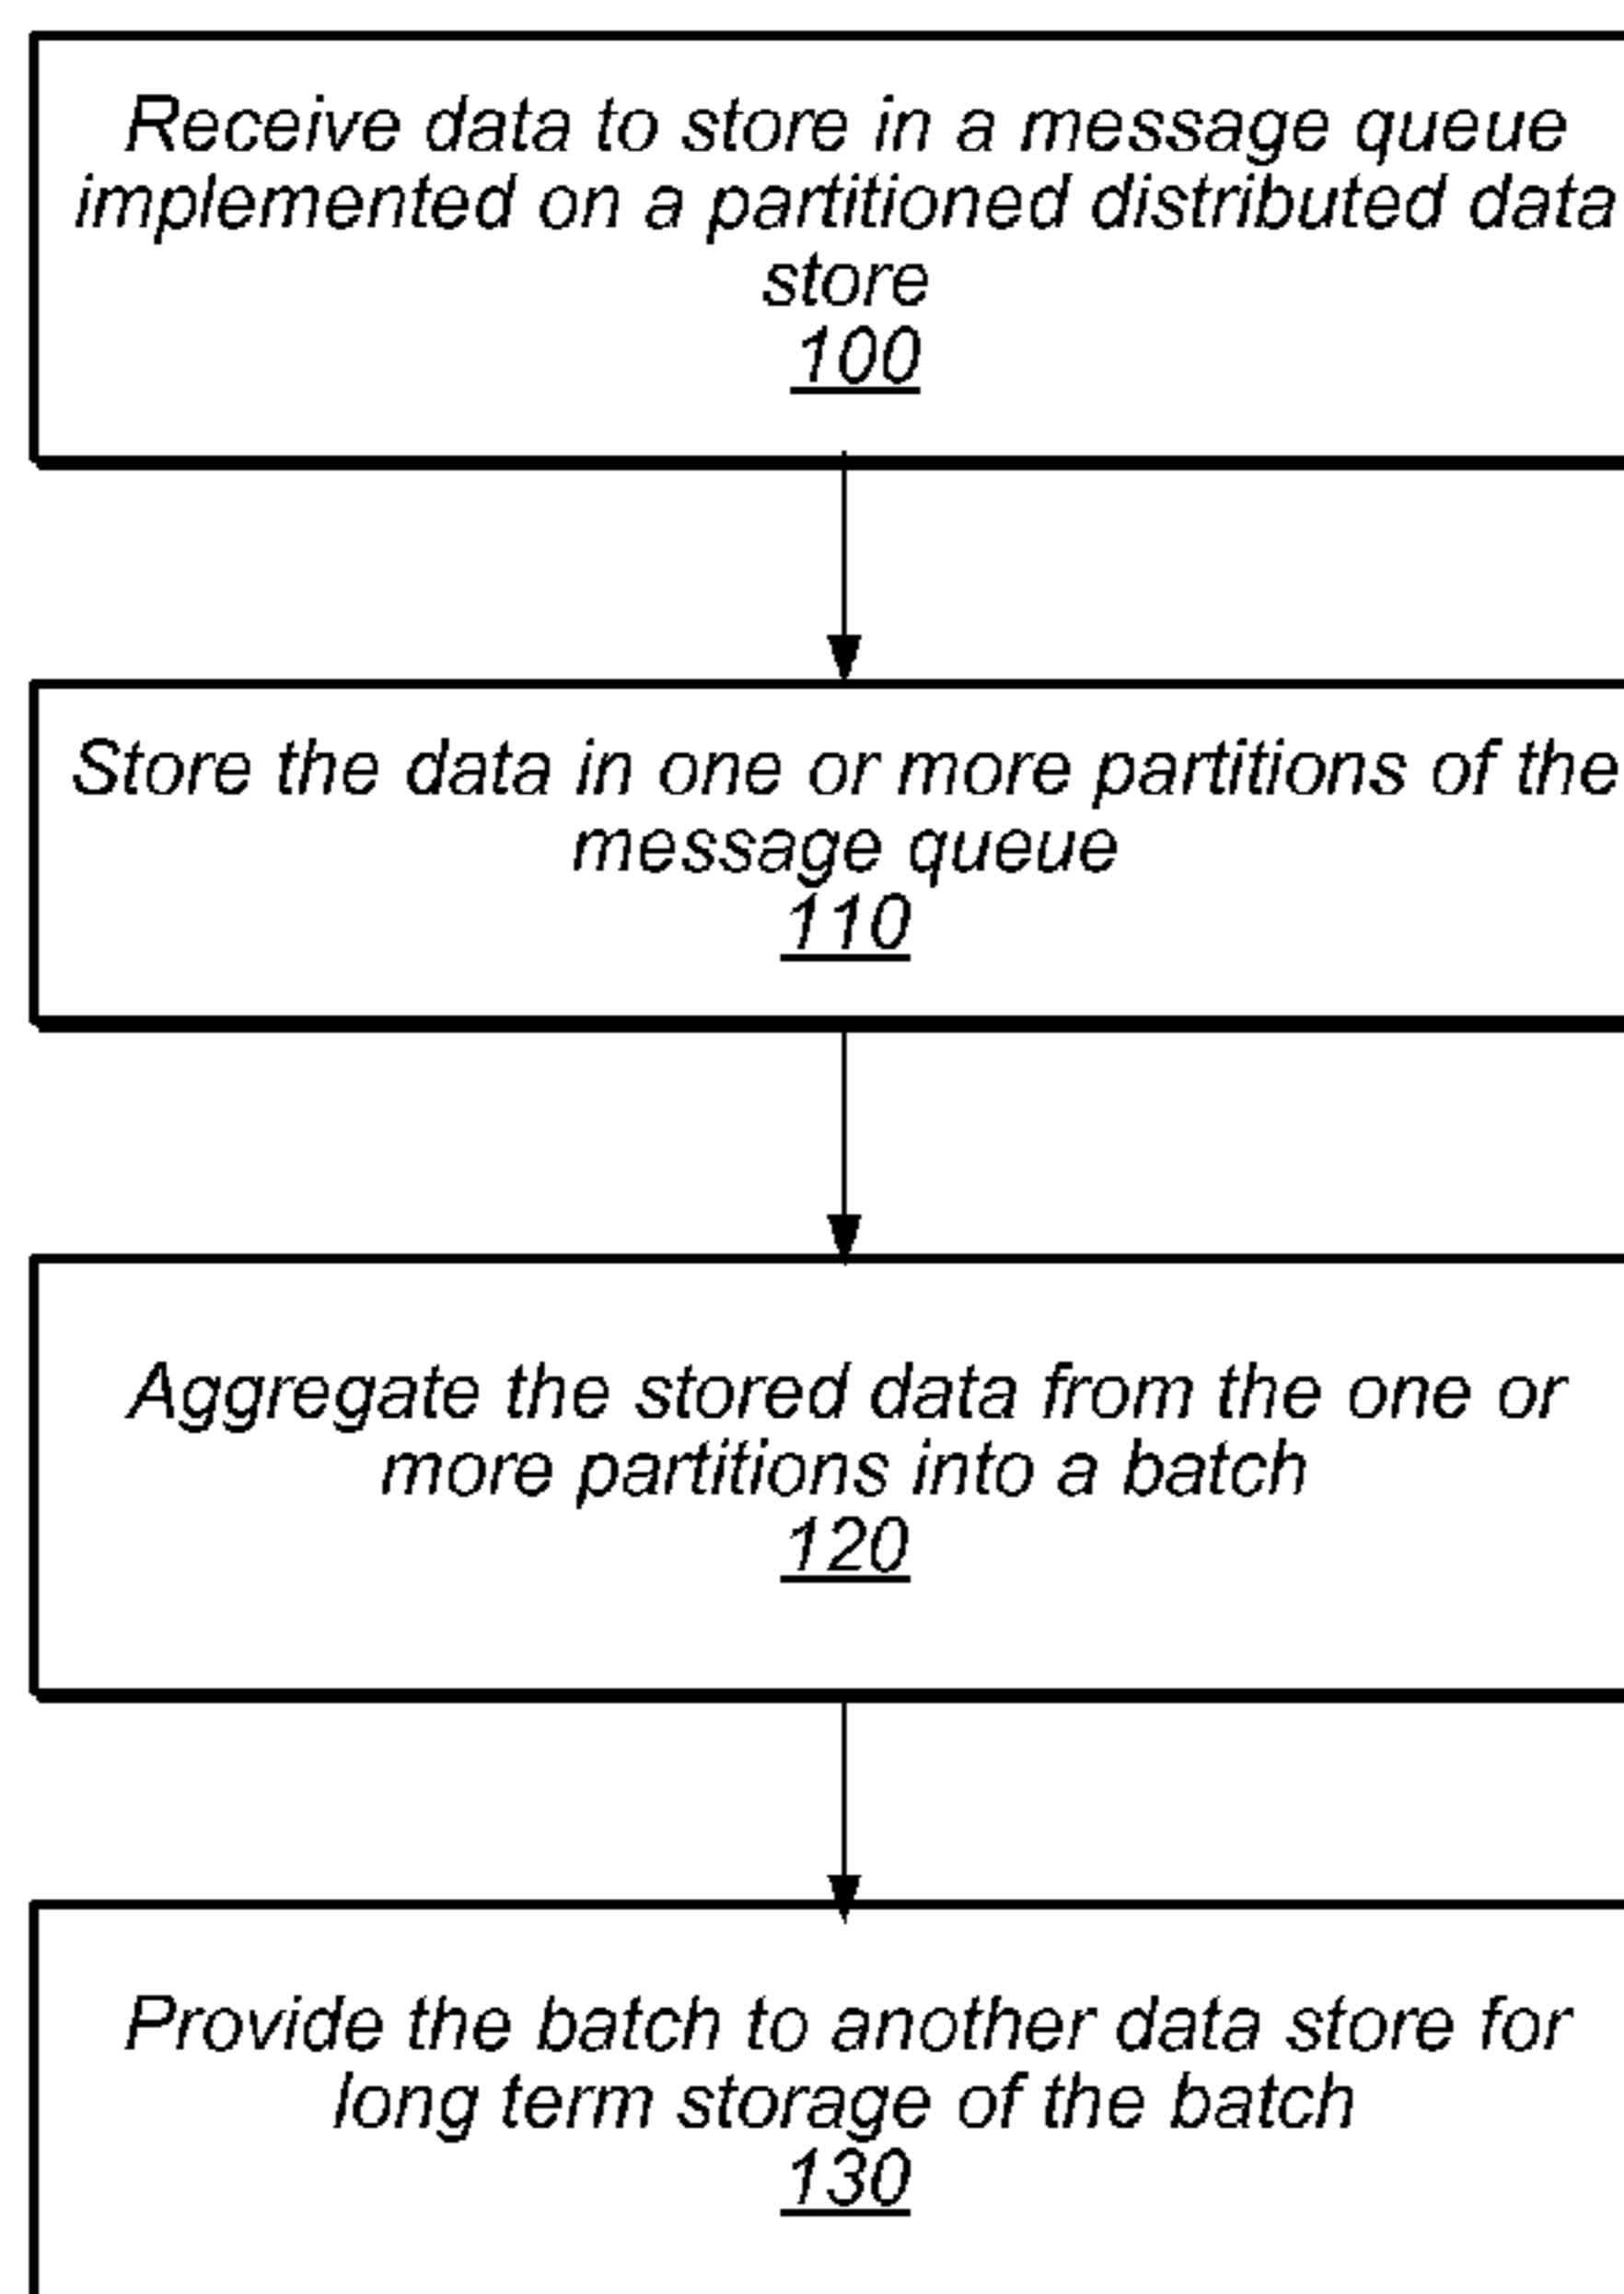 Receive data to store in a message queue
implemented on a partitioned distributed data
store
100
Store the data in one or more partitions of the
message queue
110
Aggregate the stored data from the one or
more partitions into a batch
120
Provide the batch to another data store for
long term storage of the batch
130